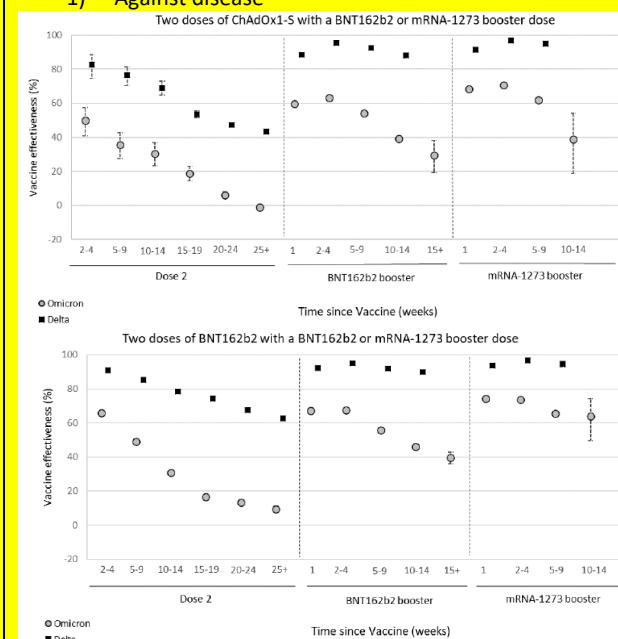 1) Against disease
Two doses of ChAdOx1-S with a BNT162b2 or mRNA-1273 booster dose
100
80
60
40
20
0
-20
Vaccine effectiveness (%)
2-4 5-9 10-14 15-19 20-24 25+ 1 2-4 5-9 10-14 15+ 1 2-4 5-9 10-14
Dose 2 BNT162b2 booster mRNA-1273 booster
Omicron
Delta
Time since Vaccine (weeks)
Two doses of BNT162b2 with a BNT162b2 or mRNA-1273 booster dose
100
80
60
40
20
0
-20
Vaccine effectiveness (%)
2-4 5-9 10-14 15-19 20-24 25+ 1 2-4 5-9 10-14 15+ 1 2-4 5-9 10-14
Dose 2 BNT162b2 booster mRNA-1273 booster
Omicron
Delta
Time since Vaccine (weeks)